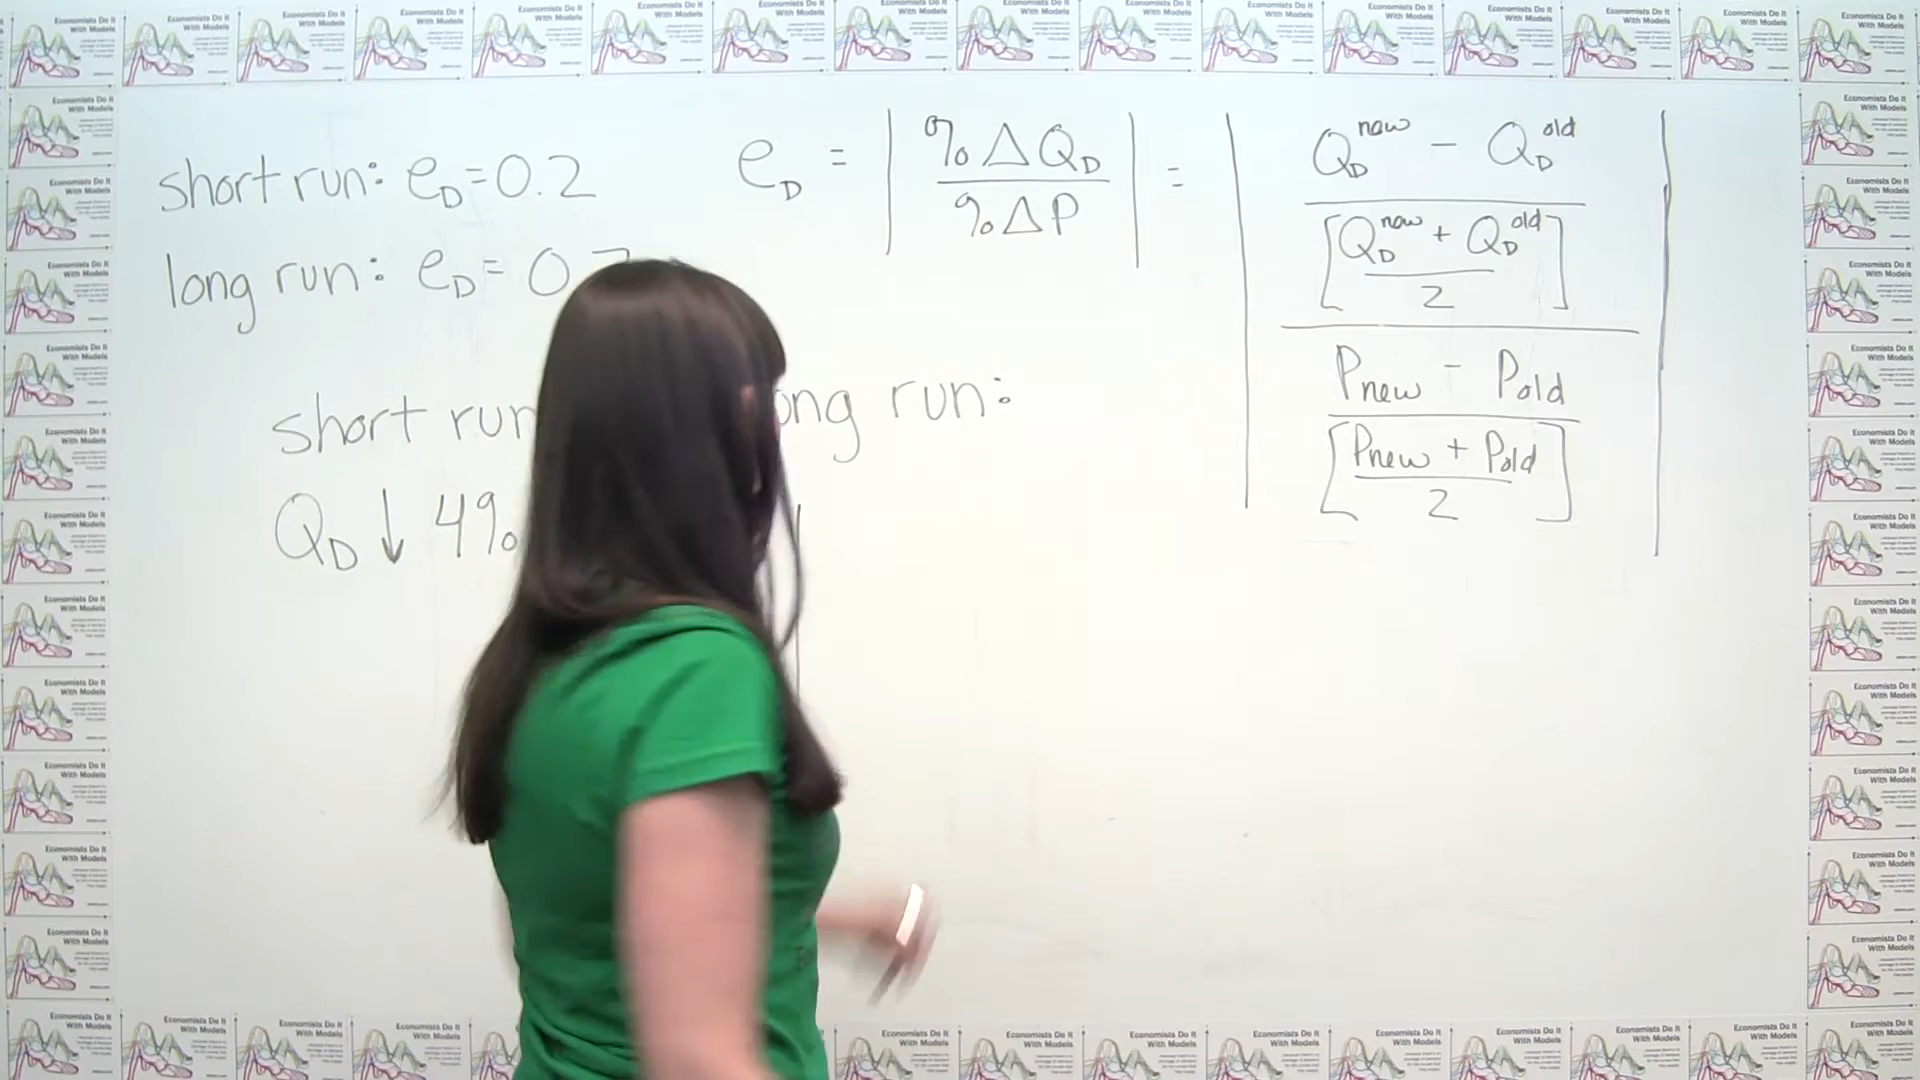 Economists Do It With Models
short run: eD = 0.2
long run: eD = 0.
eD = | %ΔQD / %ΔP | = | QD^new − QD^old / [QD^new + QD^old / 2] / Pnew − Pold / [Pnew + Pold / 2] |
short run
ong run:
QD ↓ 4%